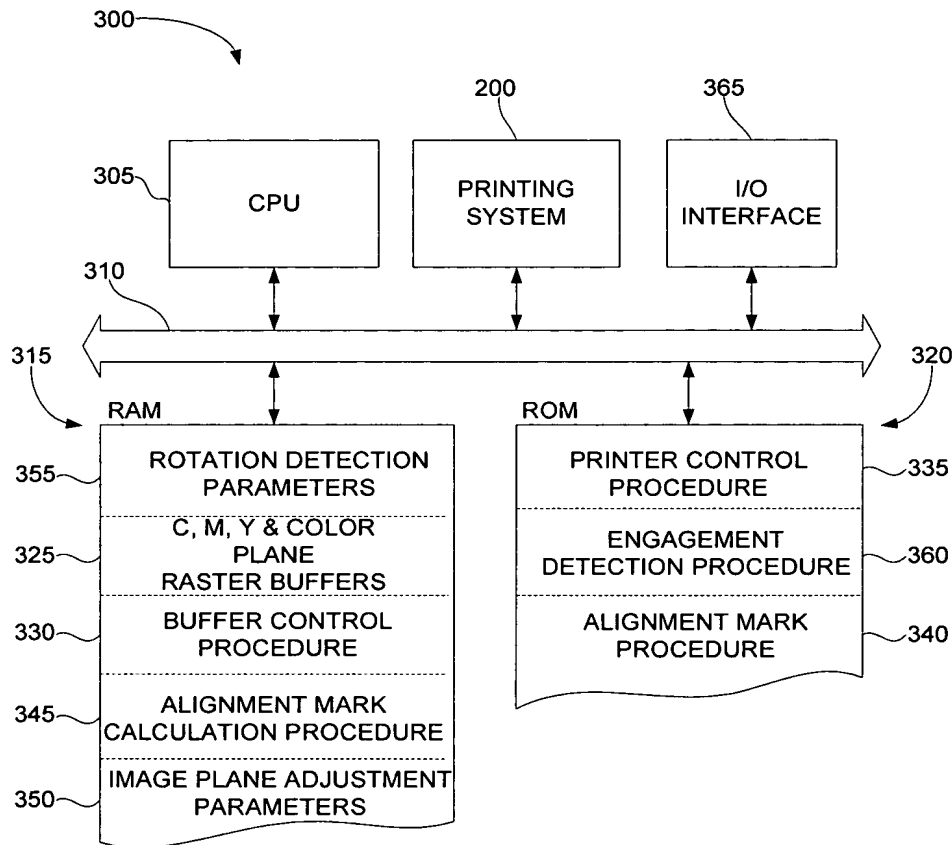 300
200
365
305
CPU
PRINTING
SYSTEM
I/O
INTERFACE
310
315
320
RAM
ROM
355
ROTATION DETECTION
PARAMETERS
325
C, M, Y & COLOR
PLANE
RASTER BUFFERS
330
BUFFER CONTROL
PROCEDURE
345
ALIGNMENT MARK
CALCULATION PROCEDURE
350
IMAGE PLANE ADJUSTMENT
PARAMETERS
PRINTER CONTROL
PROCEDURE
335
ENGAGEMENT
DETECTION PROCEDURE
360
ALIGNMENT MARK
PROCEDURE
340